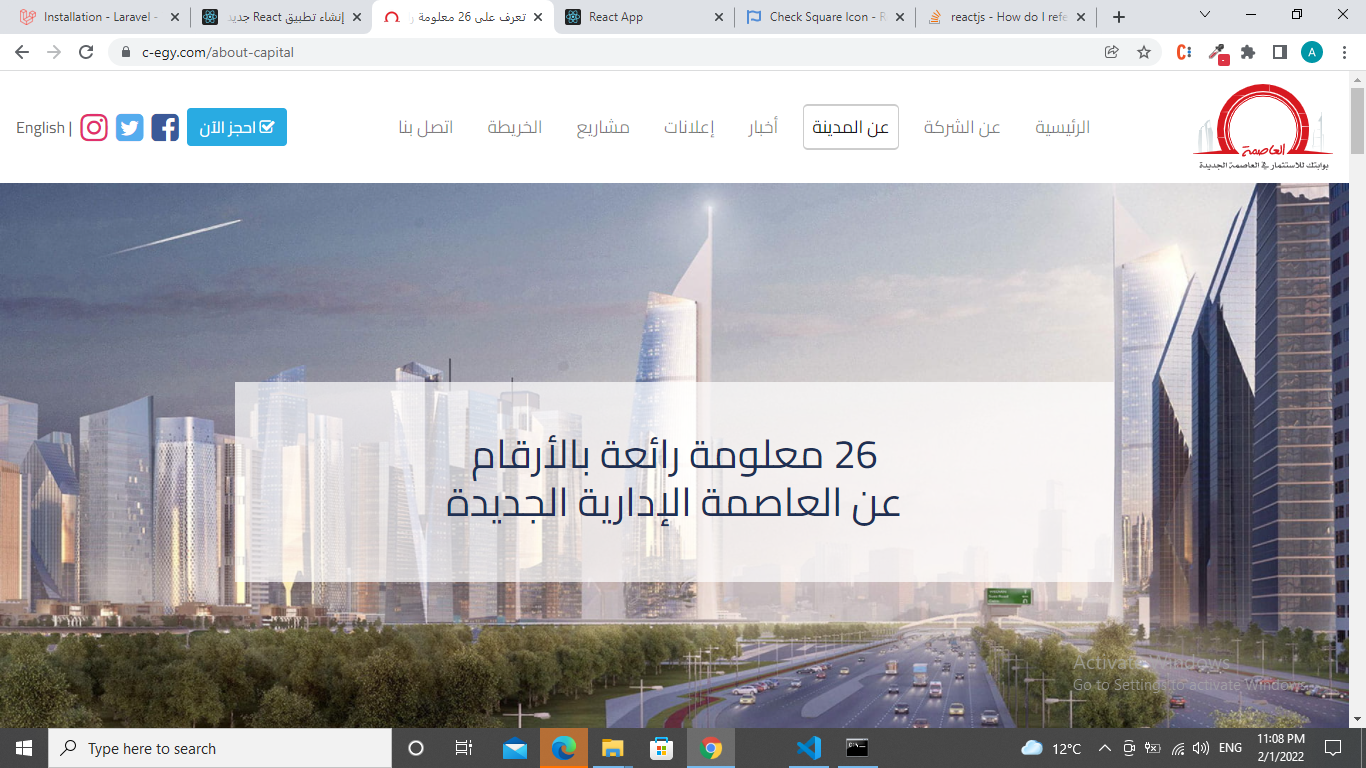 Installation - Laravel -
إنشاء تطبيق React جديد
تعرف على 26 معلومة
React App
Check Square Icon - R
reactjs - How do I refe
c-egy.com/about-capital
A
العاصمة
بوابتك للاستثمار في العاصمة الجديدة
الرئيسية
عن الشركة
عن المدينة
أخبار
إعلانات
مشاريع
الخريطة
اتصل بنا
احجز الآن
English |
26 معلومة رائعة بالأرقام
عن العاصمة الإدارية الجديدة
Activate Windows
Go to Settings to activate Windows.
Type here to search
12°C
ENG
11:08 PM
2/1/2022